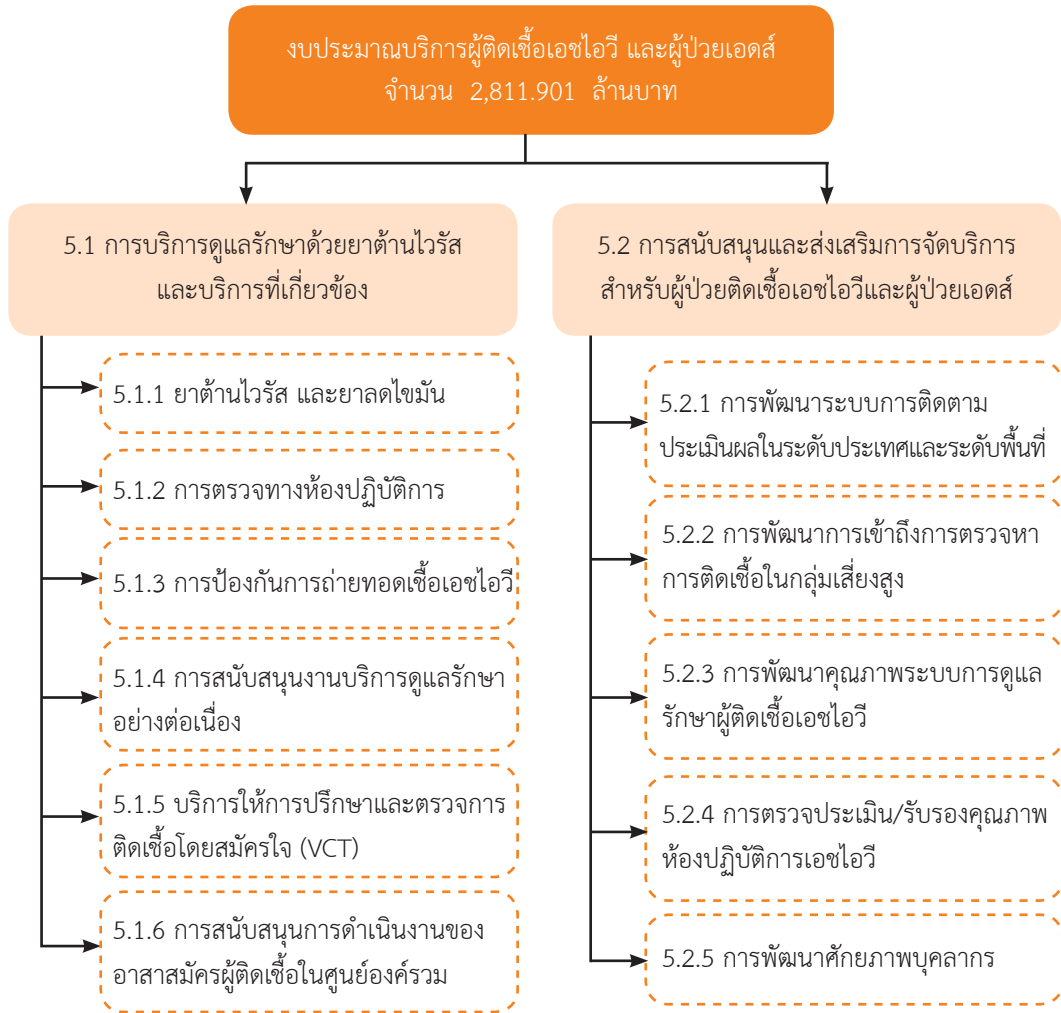 งบประมาณบริการผู้ติดเชื้อเอชไอวี และผู้ป่วยเอดส์
จำนวน 2,811.901 ล้านบาท
5.1 การบริการดูแลรักษาด้วยยาต้านไวรัส
และบริการที่เกี่ยวข้อง
5.1.1 ยาต้านไวรัส และยาลดไขมัน
5.1.2 การตรวจทางห้องปฏิบัติการ
5.1.3 การป้องกันการถ่ายทอดเชื้อเอชไอวี
5.1.4 การสนับสนุนงานบริการดูแลรักษา
อย่างต่อเนื่อง
5.1.5 บริการให้การปรึกษาและตรวจการ
ติดเชื้อโดยสมัครใจ (VCT)
5.1.6 การสนับสนุนการดำเนินงานของ
อาสาสมัครผู้ติดเชื้อในศูนย์องค์รวม
5.2 การสนับสนุนและส่งเสริมการจัดบริการ
สำหรับผู้ป่วยติดเชื้อเอชไอวีและผู้ป่วยเอดส์
5.2.1 การพัฒนาระบบการติดตาม
ประเมินผลในระดับประเทศและระดับพื้นที่
5.2.2 การพัฒนาการเข้าถึงการตรวจหา
การติดเชื้อในกลุ่มเสี่ยงสูง
5.2.3 การพัฒนาคุณภาพระบบการดูแล
รักษาผู้ติดเชื้อเอชไอวี
5.2.4 การตรวจประเมิน/รับรองคุณภาพ
ห้องปฏิบัติการเอชไอวี
5.2.5 การพัฒนาศักยภาพบุคลากร